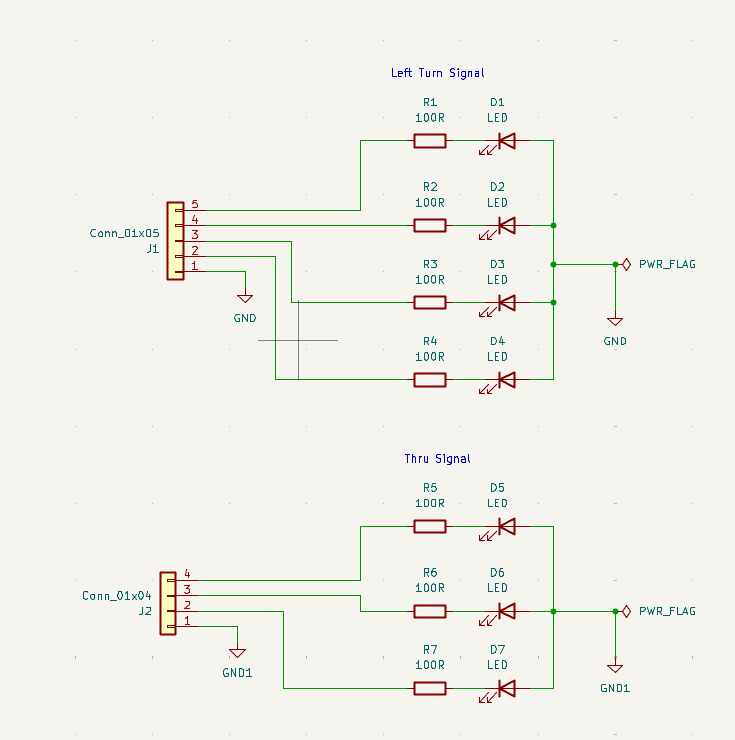 Left Turn Signal
R1
100R
D1
LED
R2
100R
D2
LED
Conn_01x05
J1
5
4
3
2
1
GND
R3
100R
D3
LED
PWR_FLAG
GND
R4
100R
D4
LED
Thru Signal
R5
100R
D5
LED
Conn_01x04
J2
4
3
2
1
GND1
R6
100R
D6
LED
PWR_FLAG
R7
100R
D7
LED
GND1